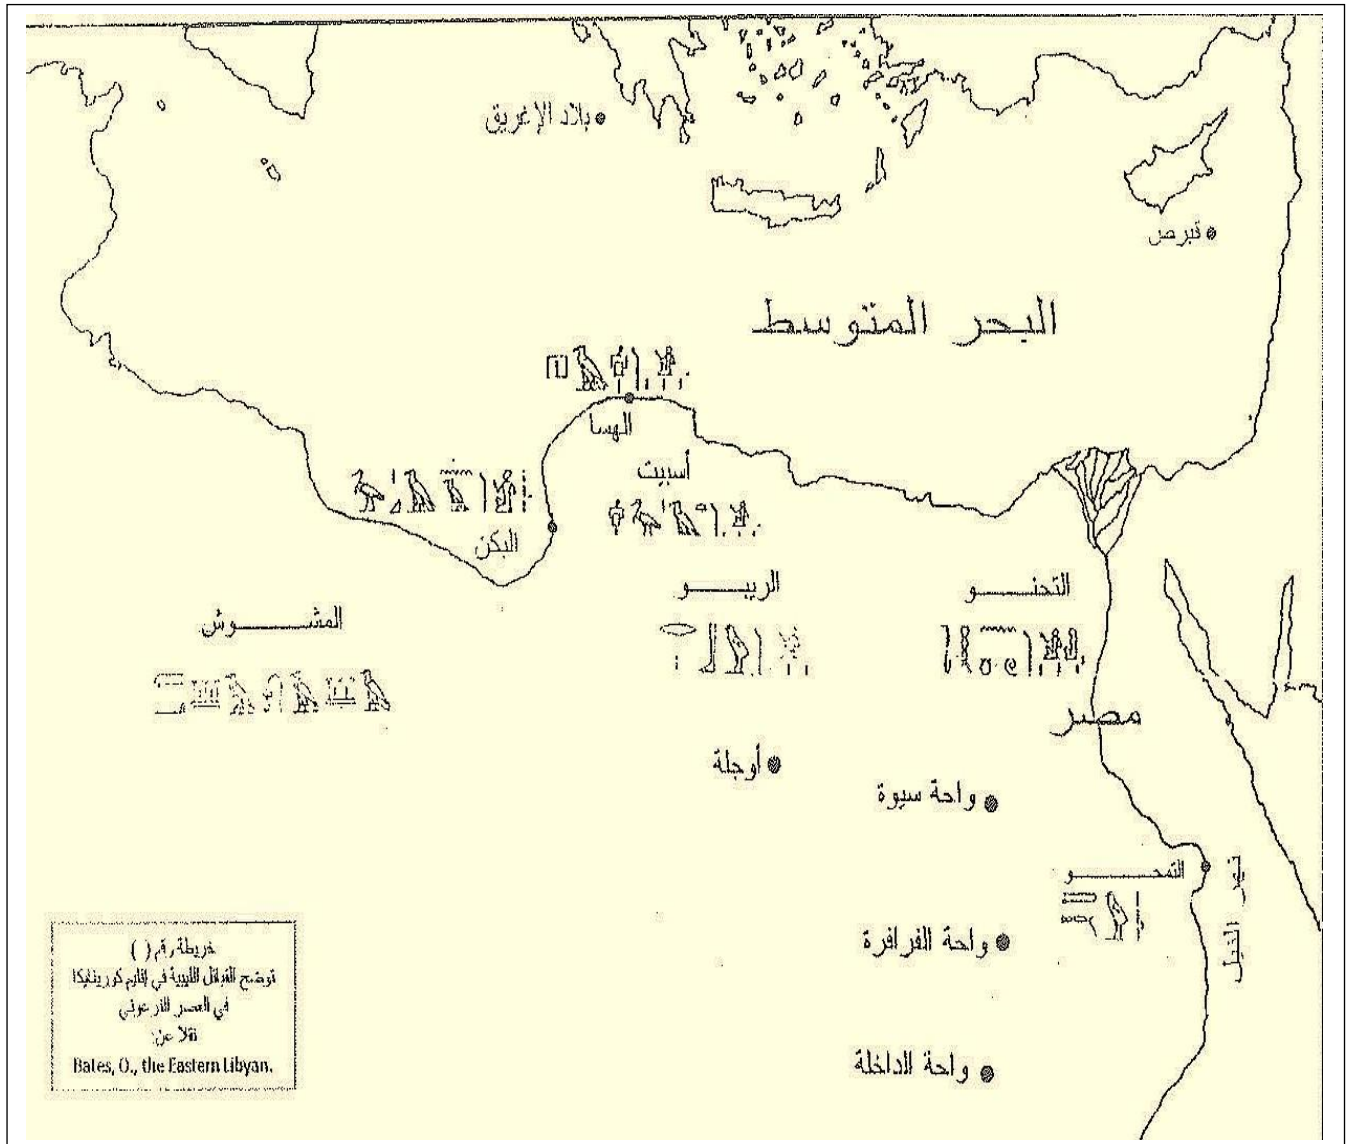 بلاد الإغريق
قبرص
البحر المتوسط
الهسا
أسبيت
البكن
التحنـــو
الريبـــو
المشـــوش
مصر
أوجلة
واحة سيوة
التمحـــو
نهر النيل
واحة الفرافرة
واحة الداخلة
خريطة رقم ( )
توضح القبائل الليبية في إقليم كورينايكا
في العصر الفرعوني
نقلا عن:
Bates, O., the Eastern Libyan.